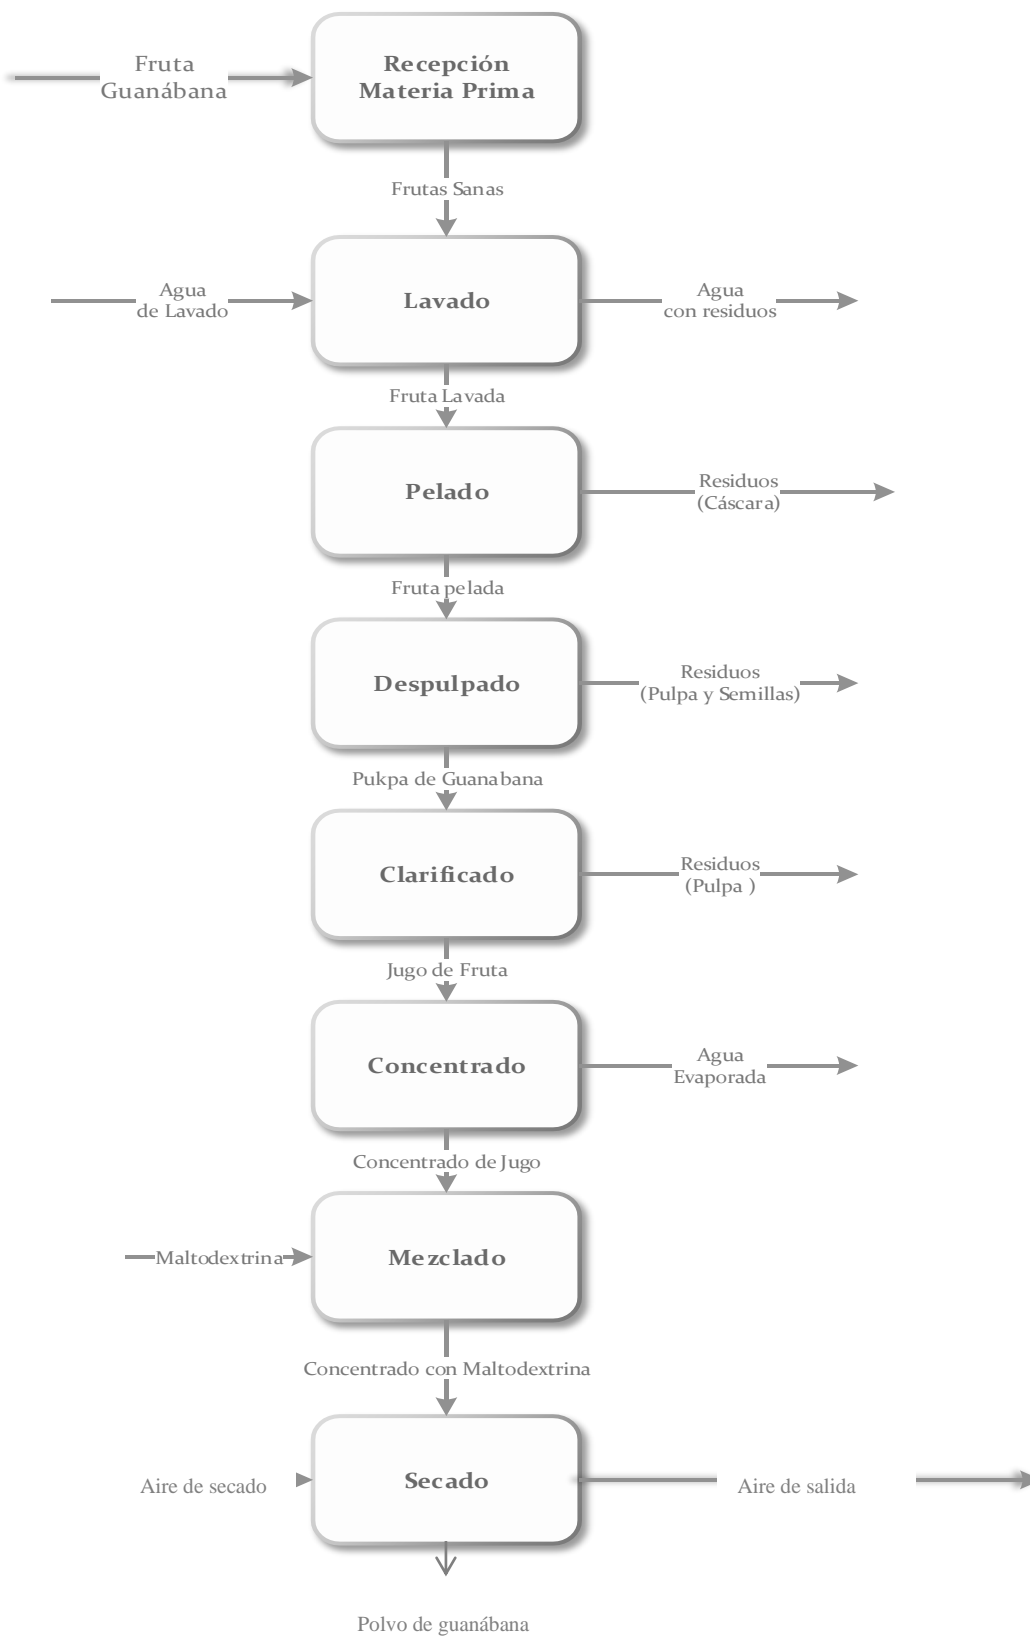 Fruta
Guanábana
Recepción
Materia Prima
Frutas Sanas
Agua
de Lavado
Lavado
Agua
con residuos
Fruta Lavada
Pelado
Residuos
(Cáscara)
Fruta pelada
Despulpado
Residuos
(Pulpa y Semillas)
Pukpa de Guanabana
Clarificado
Residuos
(Pulpa )
Jugo de Fruta
Concentrado
Agua
Evaporada
Concentrado de Jugo
Maltodextrina
Mezclado
Concentrado con Maltodextrina
Aire de secado
Secado
Aire de salida
Polvo de guanábana